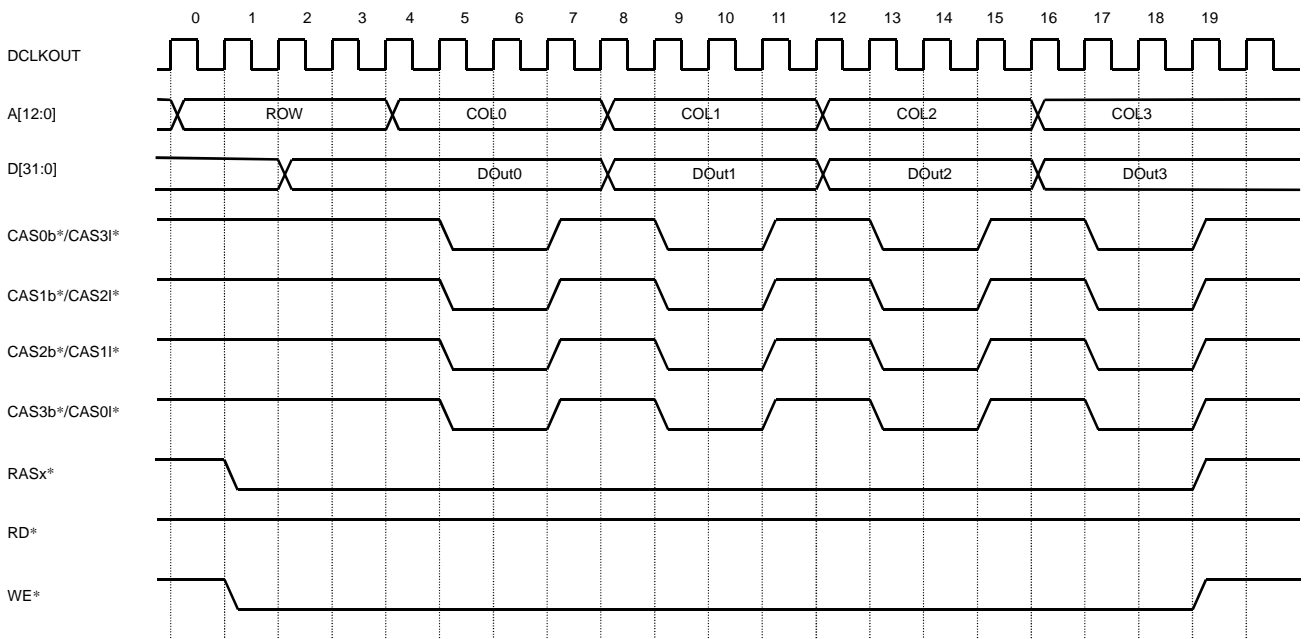 0 1 2 3 4 5 6 7 8 9 10 11 12 13 14 15 16 17 18 19
DCLKOUT
A[12:0] ROW COL0 COL1 COL2 COL3
D[31:0] DOut0 DOut1 DOut2 DOut3
CAS0b*/CAS3l*
CAS1b*/CAS2l*
CAS2b*/CAS1l*
CAS3b*/CAS0l*
RASx*
RD*
WE*